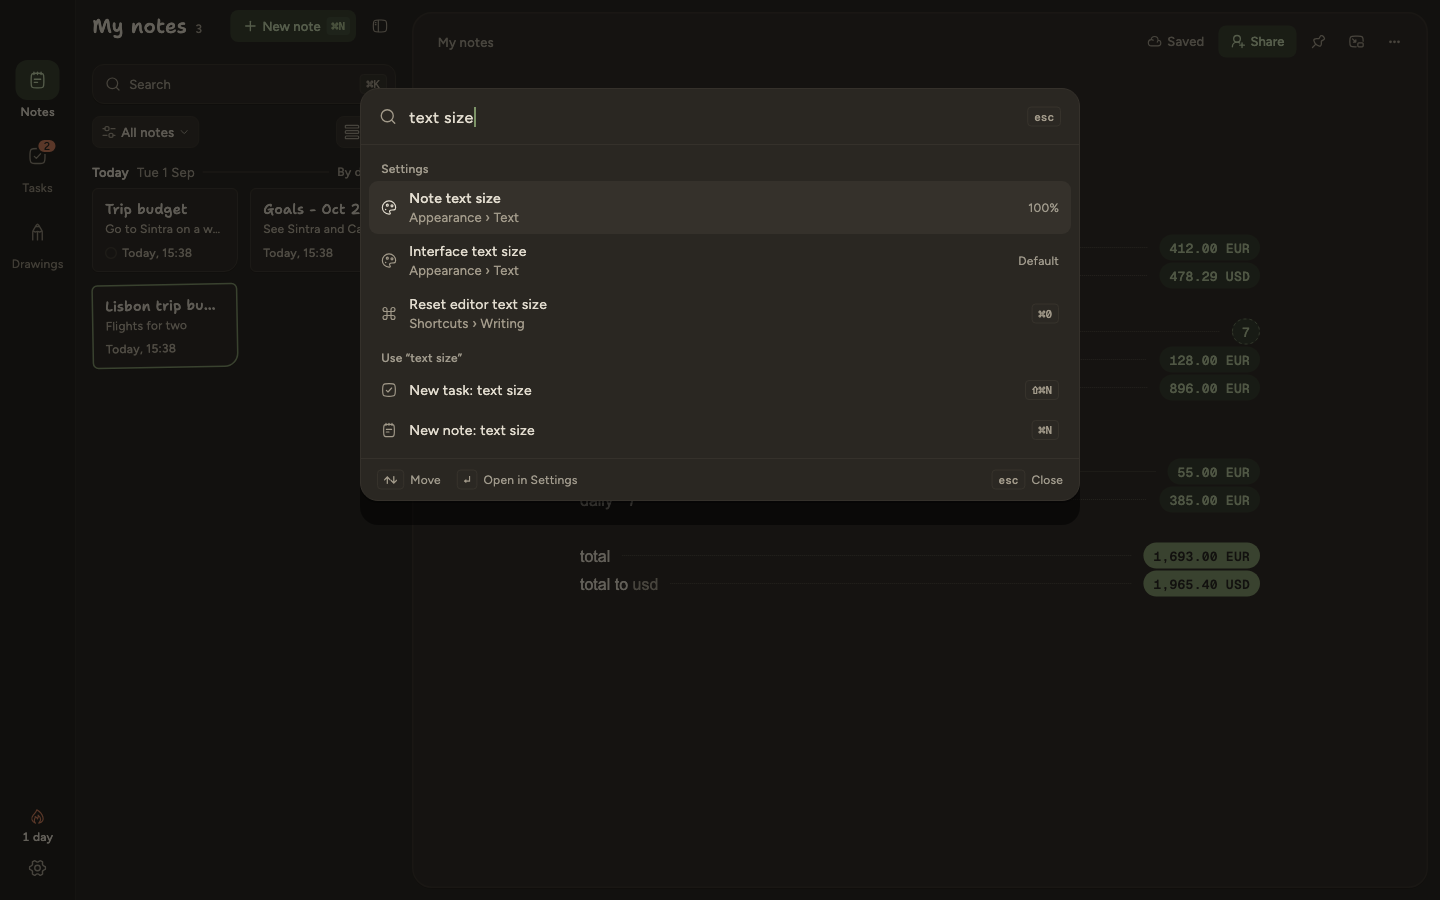 My notes 3
+ New note ⌘N
Search ⌘K
All notes
Today Tue 1 Sep
Trip budget
Go to Sintra on a w...
Today, 15:38
Goals - Oct 2
Today, 15:38
Lisbon trip bu...
Flights for two
Today, 15:38
Notes
2
Tasks
Drawings
1 day
My notes
Saved
Share
text size
esc
Settings
Note text size
Appearance › Text
100%
Interface text size
Appearance › Text
Default
Reset editor text size
Shortcuts › Writing
⌘0
Use “text size”
New task: text size
⇧⌘N
New note: text size
⌘N
Move
Open in Settings
esc Close
412.00 EUR
478.29 USD
7
128.00 EUR
896.00 EUR
55.00 EUR
385.00 EUR
total
1,693.00 EUR
total to usd
1,965.40 USD